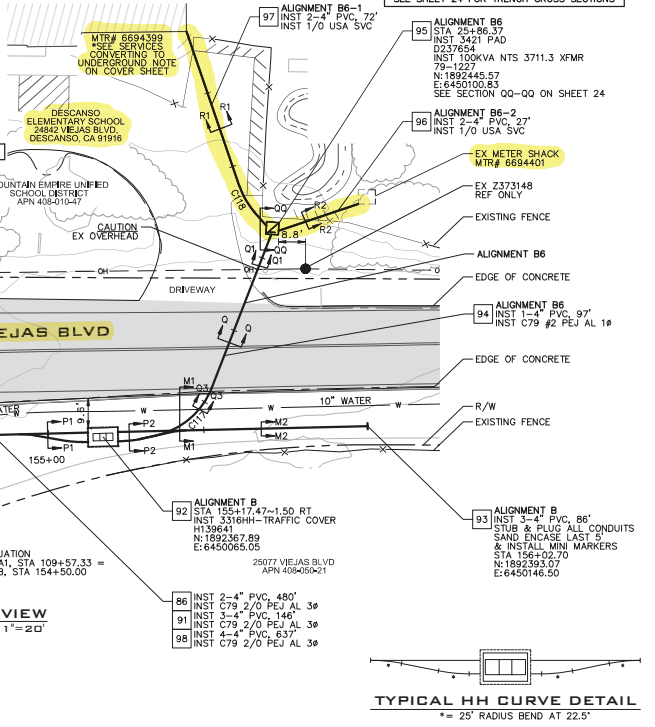 SEE SHEET 24 FOR TRENCH CROSS SECTIONS
97
ALIGNMENT B6-1
INST 2-4" PVC, 72'
INST 1/0 USA SVC
MTR# 6694399
*SEE SERVICES
CONVERTING TO
UNDERGROUND NOTE
ON COVER SHEET
95
ALIGNMENT B6
STA 25+86.37
INST 3421 PAD
D237654
INST 100KVA NTS 3711.3 XFMR
79-1227
N:1892445.57
E:6450100.83
SEE SECTION QQ-QQ ON SHEET 24
DESCANSO
ELEMENTARY SCHOOL
24842 VIEJAS BLVD,
DESCANSO, CA 91916
R1
R1
96
ALIGNMENT B6-2
INST 2-4" PVC, 27'
INST 1/0 USA SVC
EX METER SHACK
MTR# 6694401
OUNTAIN EMPIRE UNIFIED
SCHOOL DISTRICT
APN 408-010-47
C118
EX Z373148
REF ONLY
QQ
R2
R2
EXISTING FENCE
CAUTION
EX OVERHEAD
8.8'
Q1
QQ
Q1
ALIGNMENT B6
OH
OH
O
EDGE OF CONCRETE
DRIVEWAY
94
ALIGNMENT B6
INST 1-4" PVC, 97'
INST C79 #2 PEJ AL 1ø
EJAS BLVD
Q
Q
EDGE OF CONCRETE
M1
Q3
Q3
C117
10" WATER
ATER
W
W
W
W
W
R/W
9.6'
P1
P2
M2
EXISTING FENCE
P1
P2
M1
M2
155+00
92
ALIGNMENT B
STA 155+17.47~1.50 RT
INST 3316HH-TRAFFIC COVER
H139641
N:1892367.89
E:6450065.05
93
ALIGNMENT B
INST 3-4" PVC, 86'
STUB & PLUG ALL CONDUITS
SAND ENCASE LAST 5'
& INSTALL MINI MARKERS
STA 156+02.70
N:1892393.07
E:6450146.50
UATION
A1, STA 109+57.33 =
B, STA 154+50.00
25077 VIEJAS BLVD
APN 408-050-21
86
INST 2-4" PVC, 480'
INST C79 2/0 PEJ AL 3ø
91
INST 3-4" PVC, 146'
INST C79 2/0 PEJ AL 3ø
98
INST 4-4" PVC, 637'
INST C79 2/0 PEJ AL 3ø
VIEW
1"=20'
TYPICAL HH CURVE DETAIL
*= 25' RADIUS BEND AT 22.5°